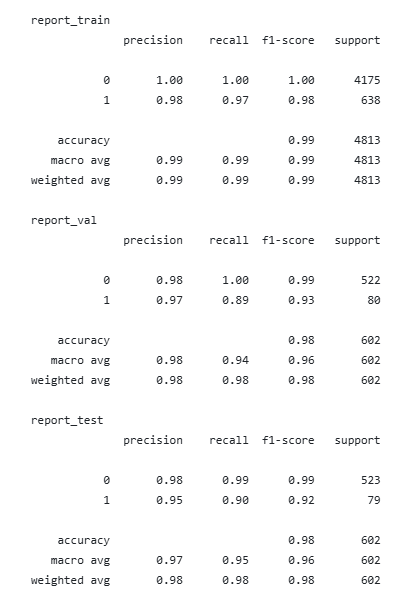 report_train
precision recall f1-score support
0 1.00 1.00 1.00 4175
1 0.98 0.97 0.98 638
accuracy 0.99 4813
macro avg 0.99 0.99 0.99 4813
weighted avg 0.99 0.99 0.99 4813
report_val
precision recall f1-score support
0 0.98 1.00 0.99 522
1 0.97 0.89 0.93 80
accuracy 0.98 602
macro avg 0.98 0.94 0.96 602
weighted avg 0.98 0.98 0.98 602
report_test
precision recall f1-score support
0 0.98 0.99 0.99 523
1 0.95 0.90 0.92 79
accuracy 0.98 602
macro avg 0.97 0.95 0.96 602
weighted avg 0.98 0.98 0.98 602